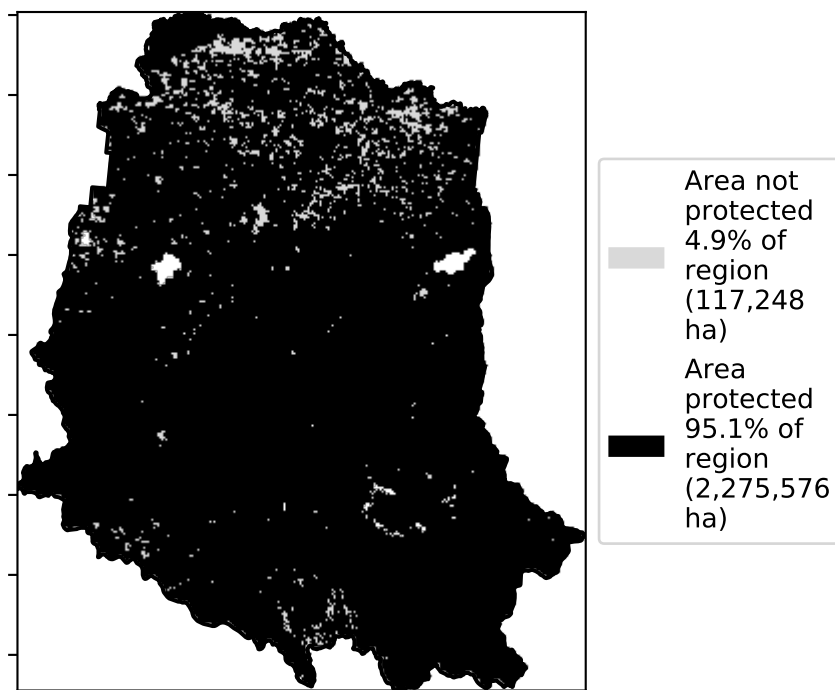 Area not
protected
4.9% of
region
(117,248
ha)
Area
protected
95.1% of
region
(2,275,576
ha)